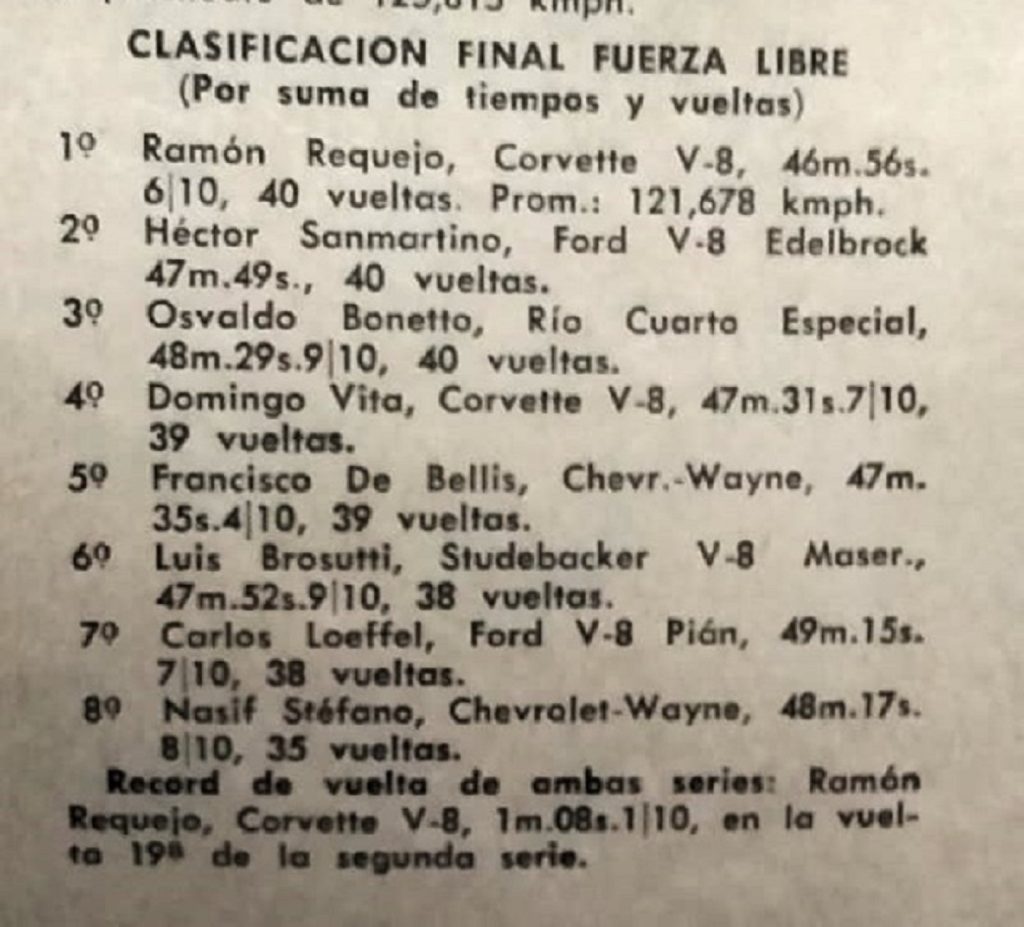 123,613 kmph.
CLASIFICACION FINAL FUERZA LIBRE
(Por suma de tiempos y vueltas)
1º Ramón Requejo, Corvette V-8, 46m.56s.
6|10, 40 vueltas. Prom.: 121,678 kmph.
2º Héctor Sanmartino, Ford V-8 Edelbrock
47m.49s., 40 vueltas.
3º Osvaldo Bonetto, Río Cuarto Especial,
48m.29s.9|10, 40 vueltas.
4º Domingo Vita, Corvette V-8, 47m.31s.7|10,
39 vueltas.
5º Francisco De Bellis, Chevr.-Wayne, 47m.
35s.4|10, 39 vueltas.
6º Luis Brosutti, Studebacker V-8 Maser.,
47m.52s.9|10, 38 vueltas.
7º Carlos Loeffel, Ford V-8 Pián, 49m.15s.
7|10, 38 vueltas.
8º Nasif Stéfano, Chevrolet-Wayne, 48m.17s.
8|10, 35 vueltas.
Record de vuelta de ambas series: Ramón
Requejo, Corvette V-8, 1m.08s.1|10, en la vuel-
ta 19ª de la segunda serie.